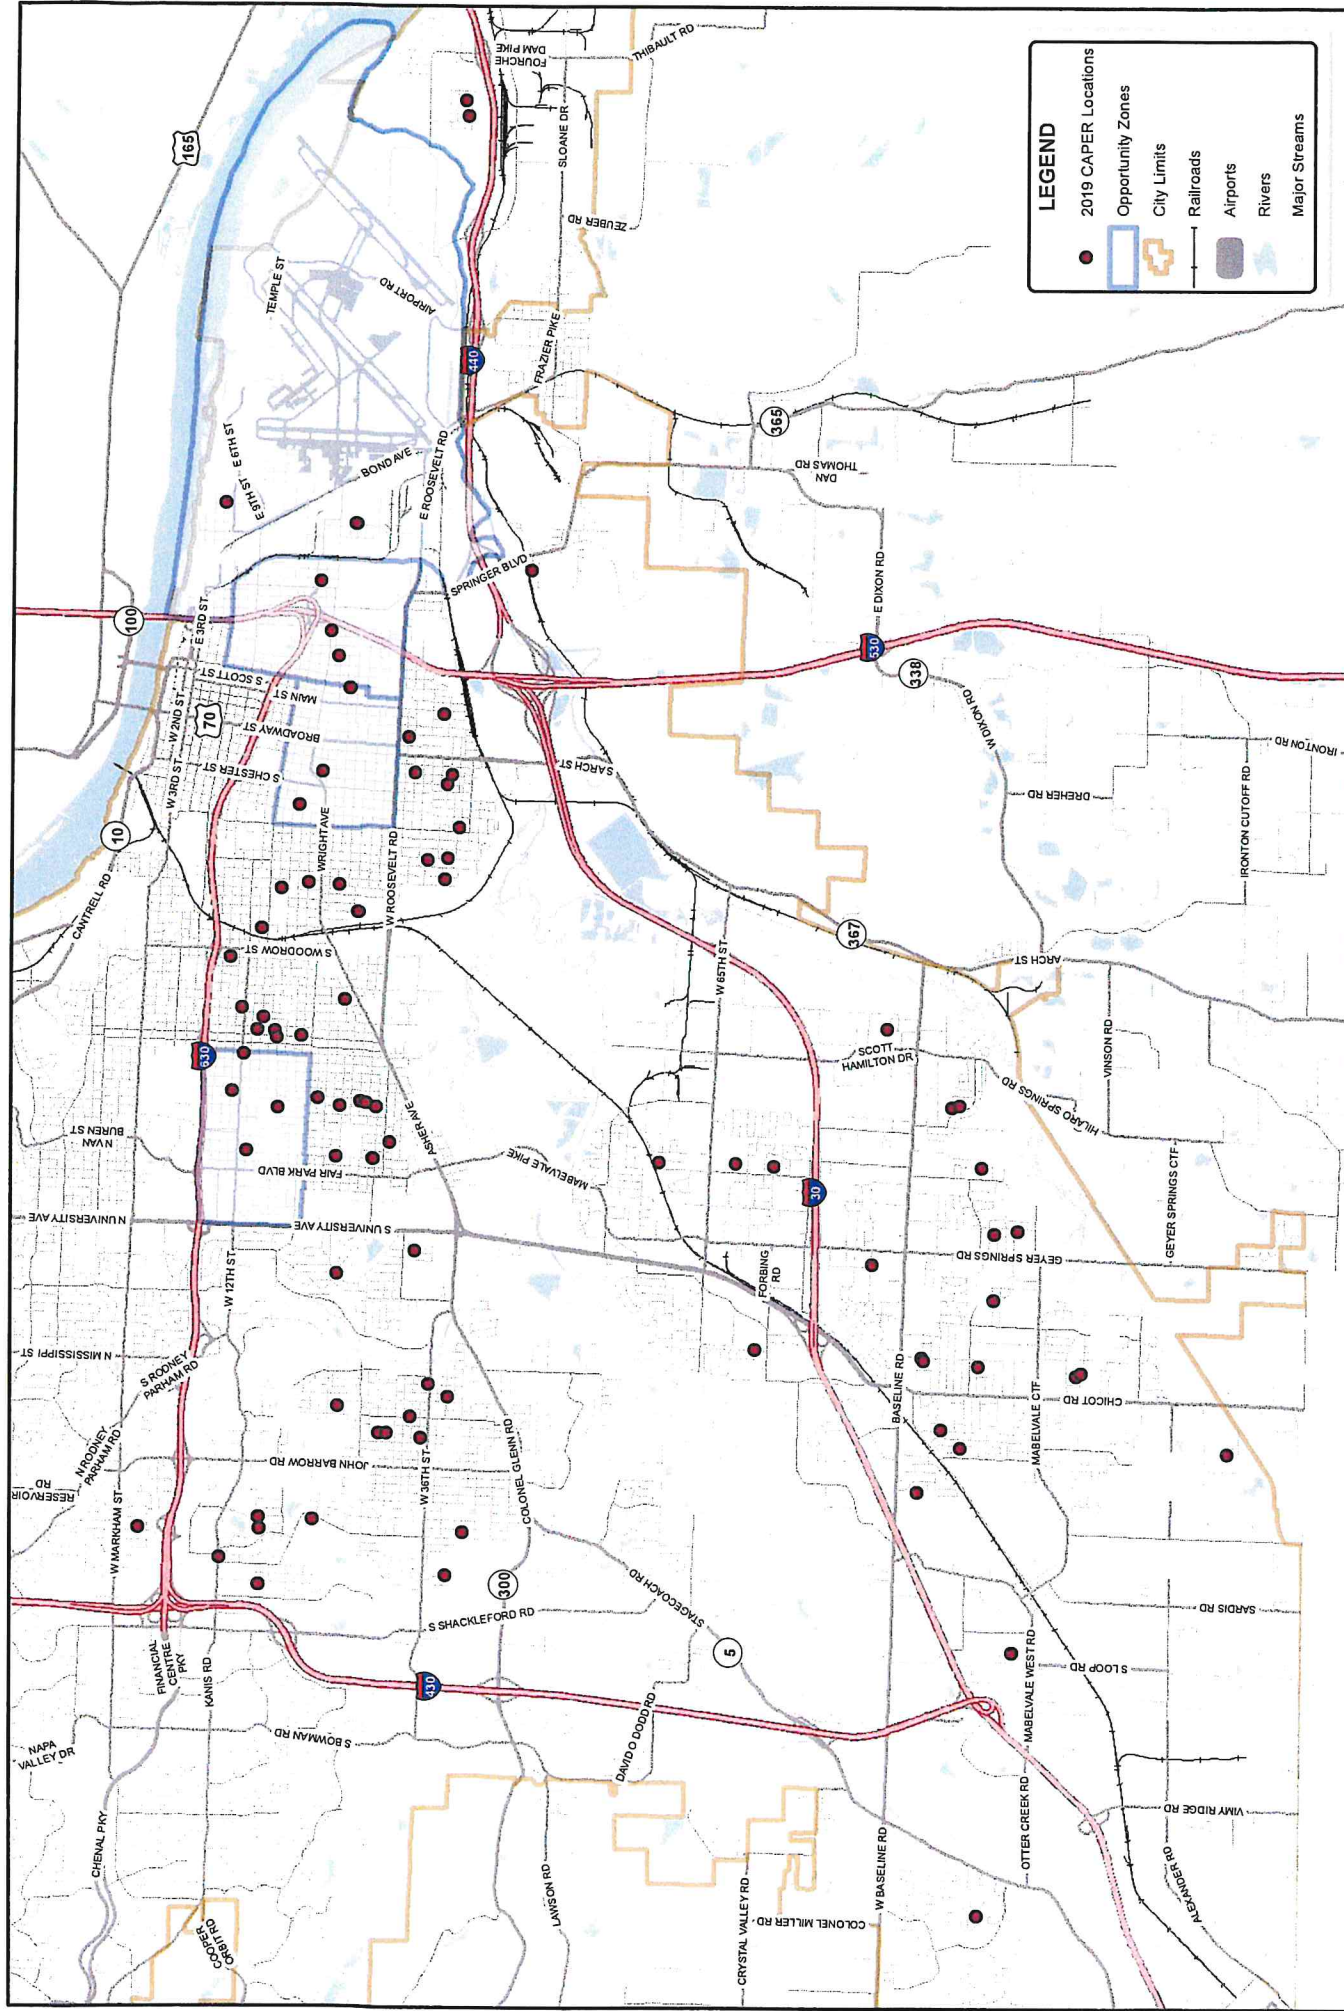 NAPA
VALLEY DR
CHENAL PKY
COOPER
ORBIT RD
KANIS RD
FINANCIAL
CENTRE
PKY
S BOWMAN RD
W MARKHAM ST
RESERVOIR
RD
N RODNEY
PARHAM RD
S RODNEY
PARHAM RD
N MISSISSIPPI ST
N UNIVERSITY AVE
N VAN
BUREN ST
CANTRELL RD
10
W 3RD ST
W 2ND ST
70
E 3RD ST
100
165
S SCOTT ST
MAIN ST
BROADWAY ST
S CHESTER ST
WRIGHT AVE
W ROOSEVELT RD
S WOODROW ST
630
W 12TH ST
FAIR PARK BLVD
S UNIVERSITY AVE
ASHER AVE
JOHN BARROW RD
W 36TH ST
COLONEL GLENN RD
300
S SHACKLEFORD RD
430
LAWSON RD
DAVID O DODD RD
STAGECOACH RD
5
CRYSTAL VALLEY RD
COLONEL MILLER RD
W BASELINE RD
OTTER CREEK RD
MABELVALE WEST RD
S LOOP RD
SARDIS RD
VIMY RIDGE RD
ALEXANDER RD
MABELVALE CTF
CHICOT RD
BASELINE RD
FORBING
RD
30
GEYER SPRINGS RD
GEYER SPRINGS CTF
MABELVALE PIKE
HILARO SPRINGS RD
VINSON RD
SCOTT
HAMILTON DR
W 65TH ST
367
ARCH ST
S ARCH ST
IRONTON CUTOFF RD
DREHER RD
IRONTON RD
W DIXON RD
338
530
E DIXON RD
DAN
THOMAS RD
365
SPRINGER BLVD
E ROOSEVELT RD
BOND AVE
E 9TH ST
E 6TH ST
TEMPLE ST
AIRPORT RD
440
FRAZIER PIKE
ZEUBER RD
SLOANE DR
FOURCHE
DAM PIKE
THIBAULT RD
LEGEND
2019 CAPER Locations
Opportunity Zones
City Limits
Railroads
Airports
Rivers
Major Streams